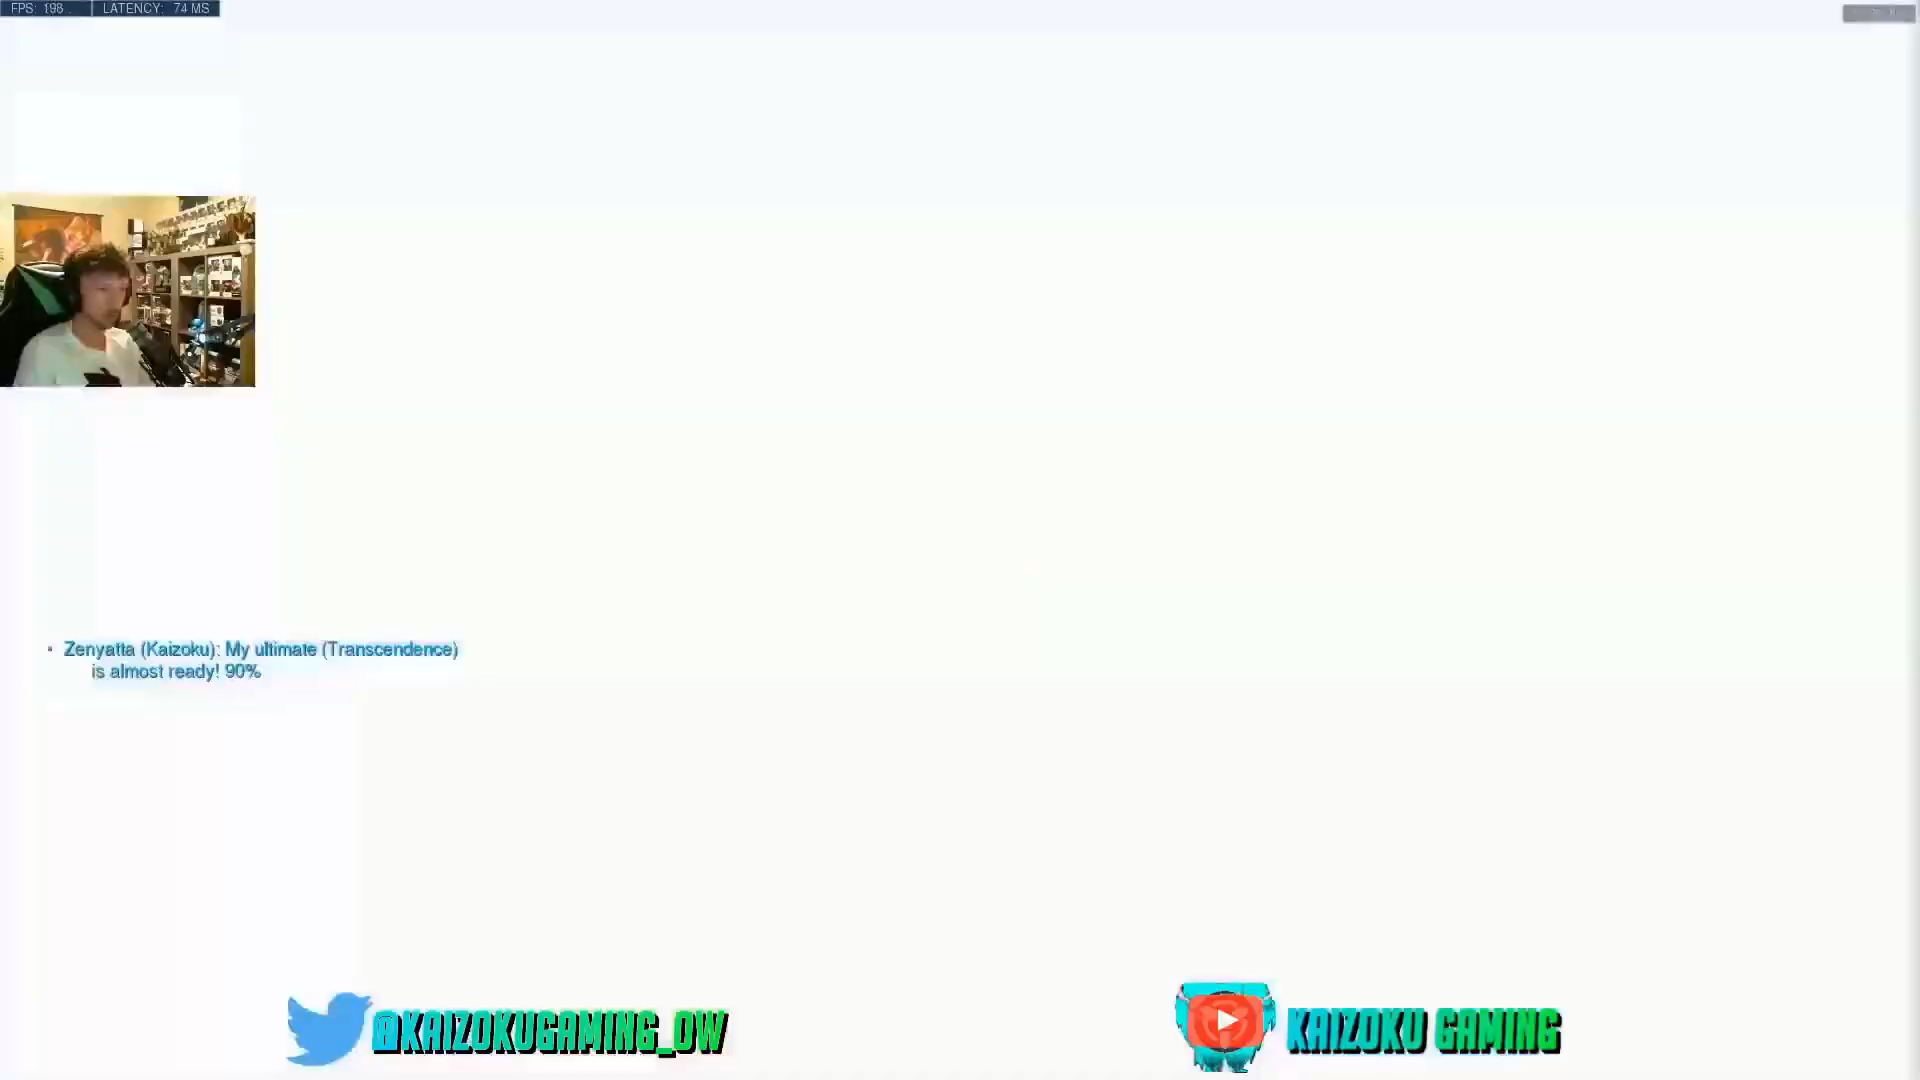 FPS: 198
LATENCY: 74 MS
Zenyatta (Kaizoku): My ultimate (Transcendence)
is almost ready! 90%
@KAIZOKUGAMING_OW
KAIZOKU GAMING